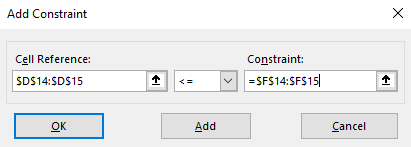 Add Constraint
Cell Reference: Constraint:
$D$14:$D$15 <= =$F$14:$F$15
OK Add Cancel